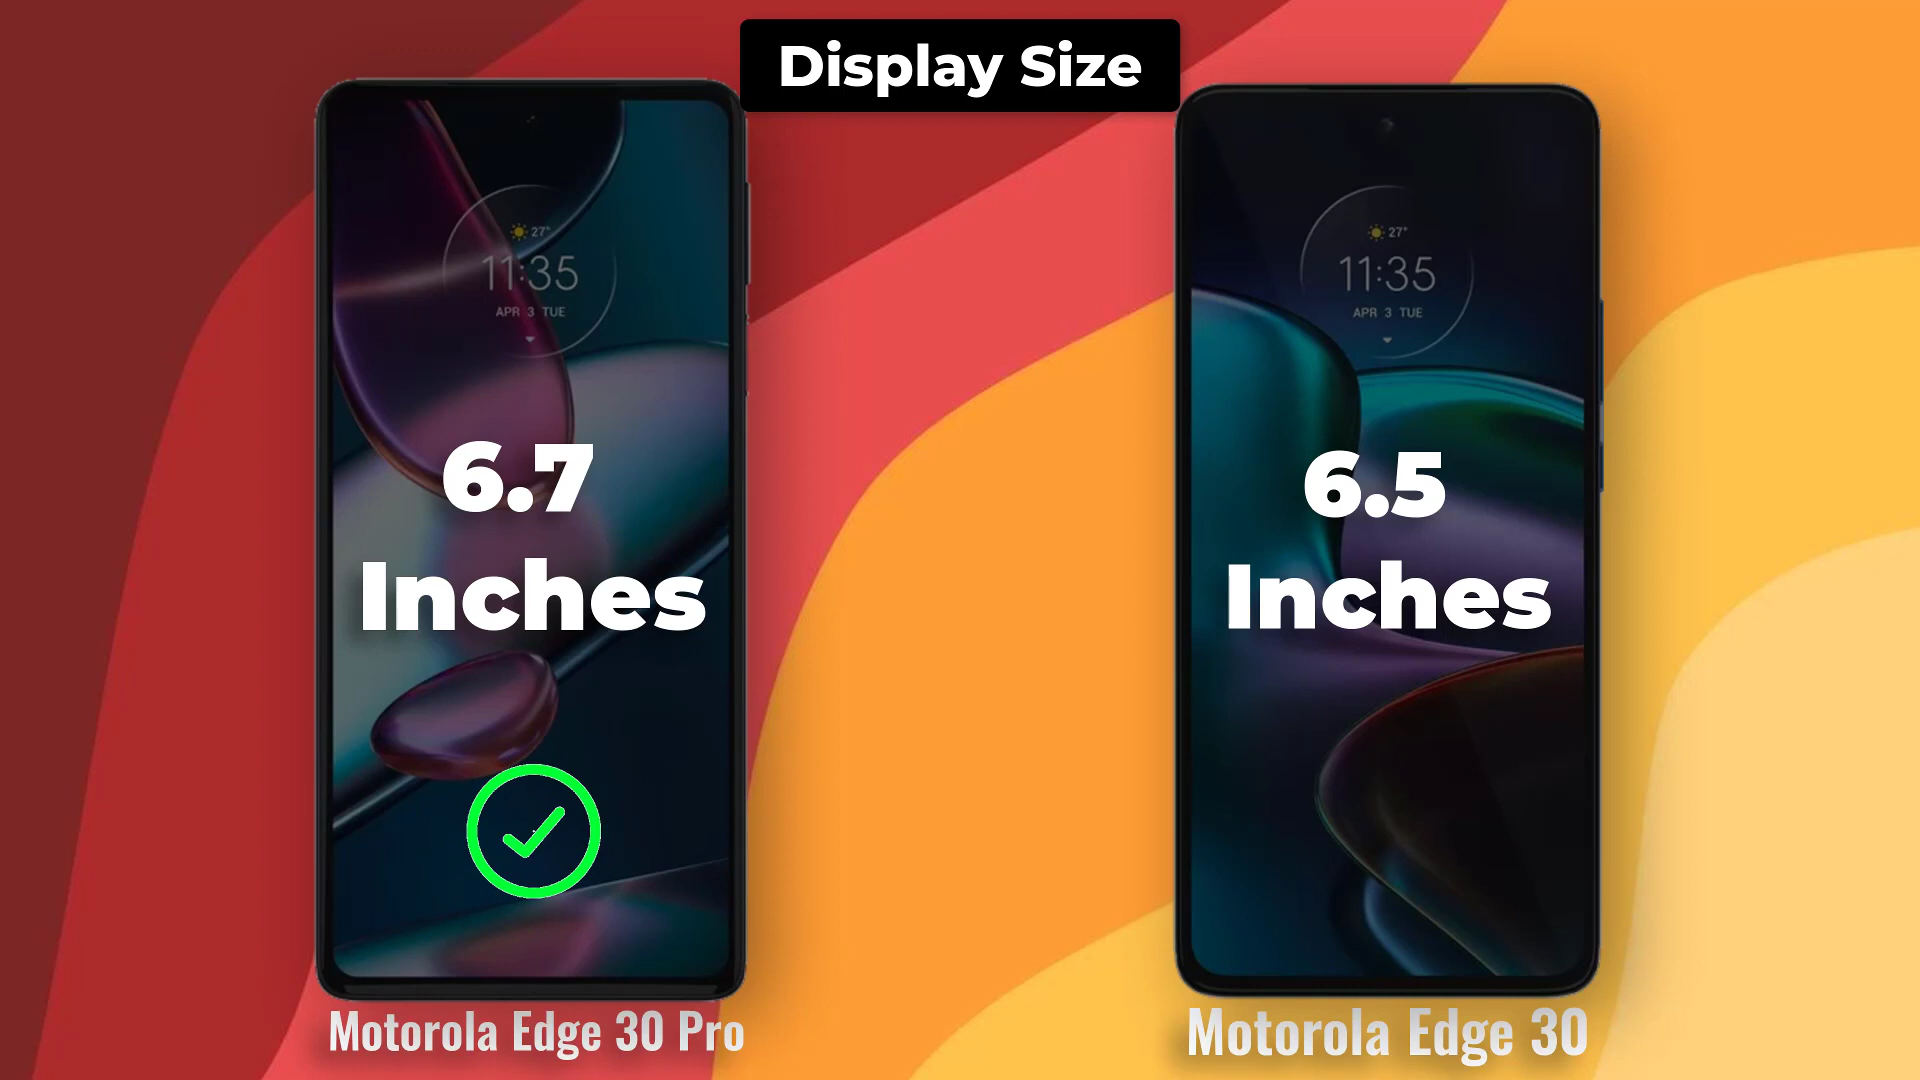 Display Size
27°
11:35
APR 3 TUE
6.7
Inches
Motorola Edge 30 Pro
27°
11:35
APR 3 TUE
6.5
Inches
Motorola Edge 30